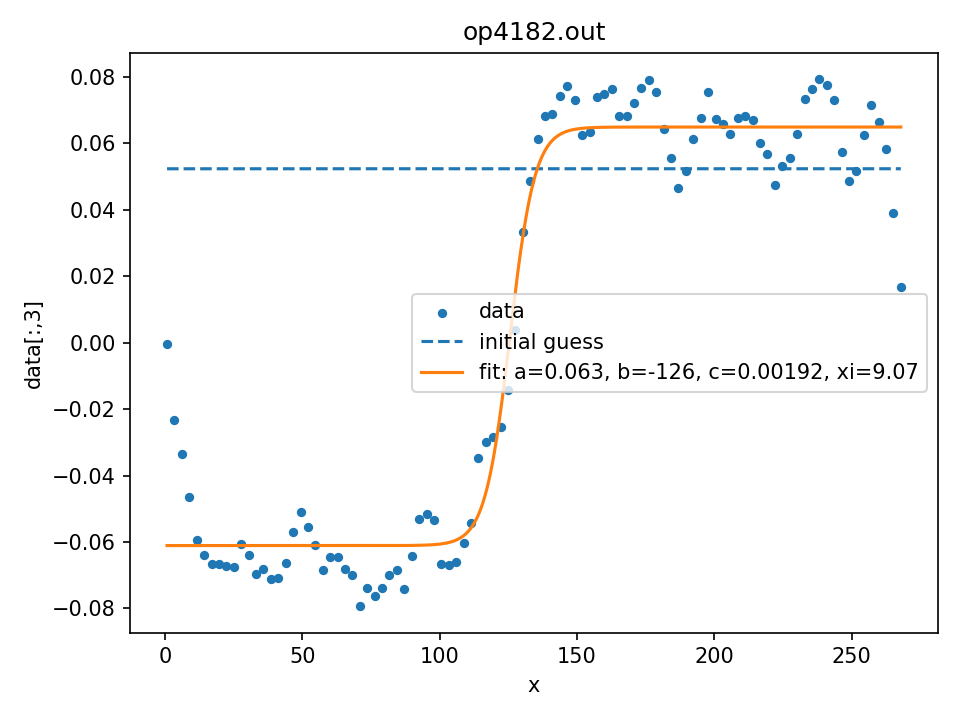 op4182.out
0.08
0.06
0.04
0.02
0.00
−0.02
−0.04
−0.06
−0.08
data[:,3]
data
initial guess
fit: a=0.063, b=-126, c=0.00192, xi=9.07
0 50 100 150 200 250
x